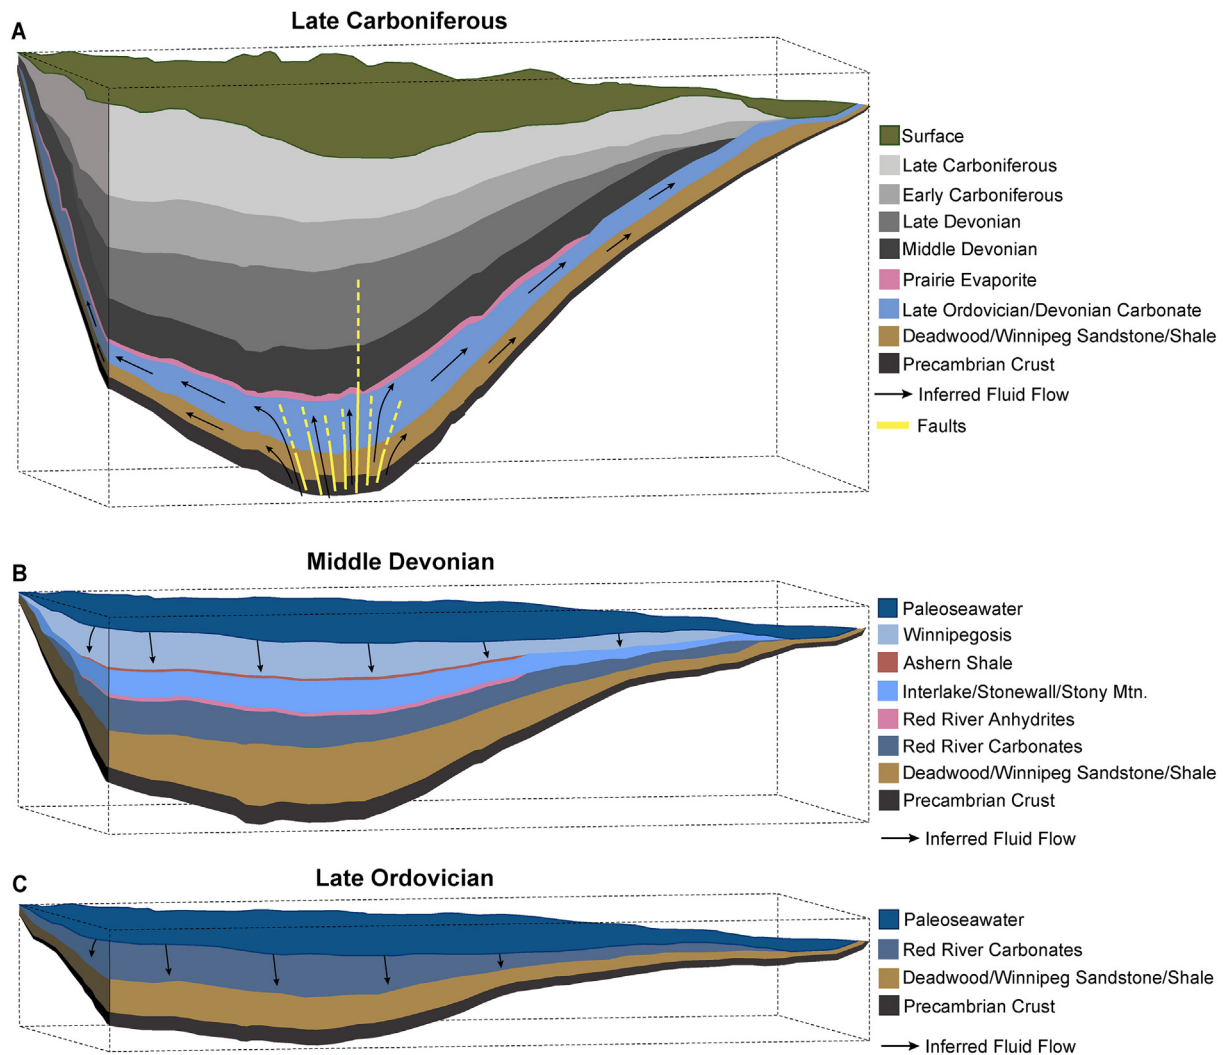 A
Late Carboniferous
Surface
Late Carboniferous
Early Carboniferous
Late Devonian
Middle Devonian
Prairie Evaporite
Late Ordovician/Devonian Carbonate
Deadwood/Winnipeg Sandstone/Shale
Precambrian Crust
Inferred Fluid Flow
Faults
B
Middle Devonian
Paleoseawater
Winnipegosis
Ashern Shale
Interlake/Stonewall/Stony Mtn.
Red River Anhydrites
Red River Carbonates
Deadwood/Winnipeg Sandstone/Shale
Precambrian Crust
Inferred Fluid Flow
C
Late Ordovician
Paleoseawater
Red River Carbonates
Deadwood/Winnipeg Sandstone/Shale
Precambrian Crust
Inferred Fluid Flow